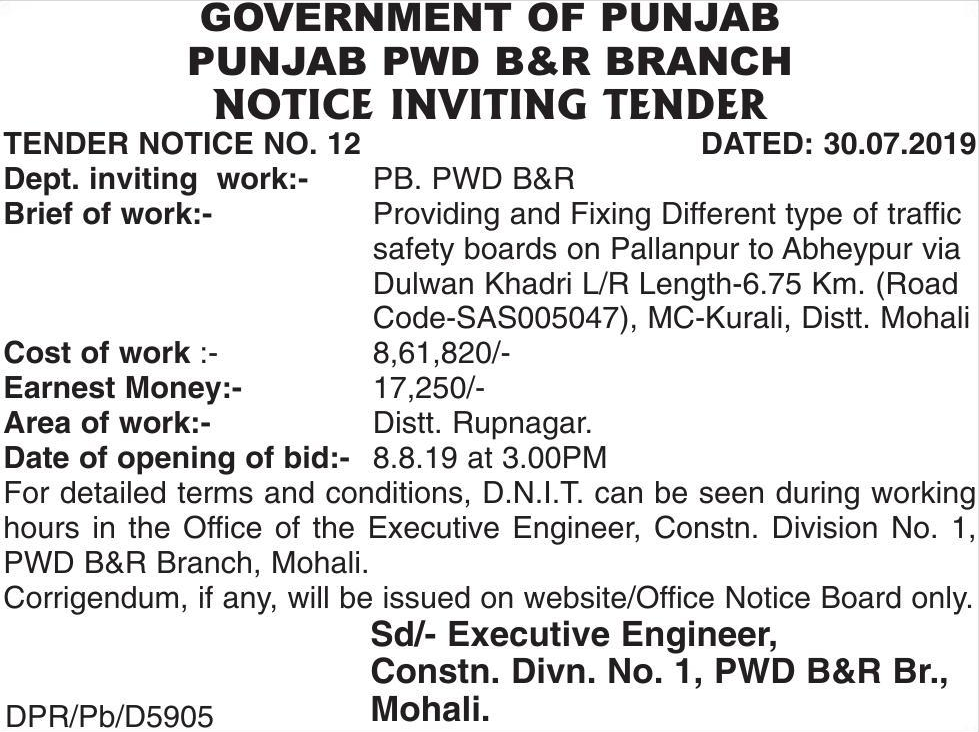 GOVERNMENT OF PUNJAB
PUNJAB PWD B&R BRANCH
NOTICE INVITING TENDER
TENDER NOTICE NO. 12 DATED: 30.07.2019
Dept. inviting work:- PB. PWD B&R
Brief of work:- Providing and Fixing Different type of traffic
safety boards on Pallanpur to Abheypur via
Dulwan Khadri L/R Length-6.75 Km. (Road
Code-SAS005047), MC-Kurali, Distt. Mohali
Cost of work :- 8,61,820/-
Earnest Money:- 17,250/-
Area of work:- Distt. Rupnagar.
Date of opening of bid:- 8.8.19 at 3.00PM
For detailed terms and conditions, D.N.I.T. can be seen during working
hours in the Office of the Executive Engineer, Constn. Division No. 1,
PWD B&R Branch, Mohali.
Corrigendum, if any, will be issued on website/Office Notice Board only.
Sd/- Executive Engineer,
Constn. Divn. No. 1, PWD B&R Br.,
Mohali.
DPR/Pb/D5905